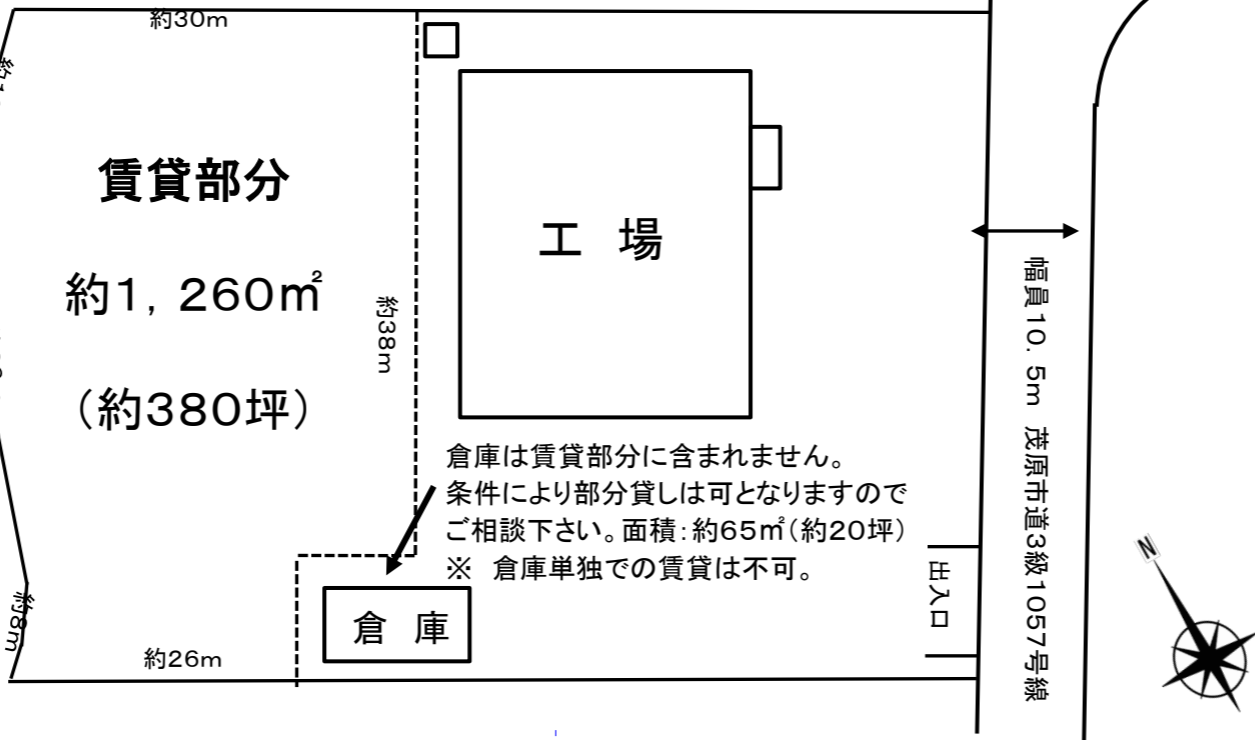 約30m
賃貸部分
約1，260㎡
（約380坪）
約38m
工 場
倉庫は賃貸部分に含まれません。
条件により部分貸しは可となりますので
ご相談下さい。面積：約65㎡（約20坪）
※ 倉庫単独での賃貸は不可。
倉 庫
約8m
約26m
出入口
幅員10．5m 茂原市道3級1057号線
N